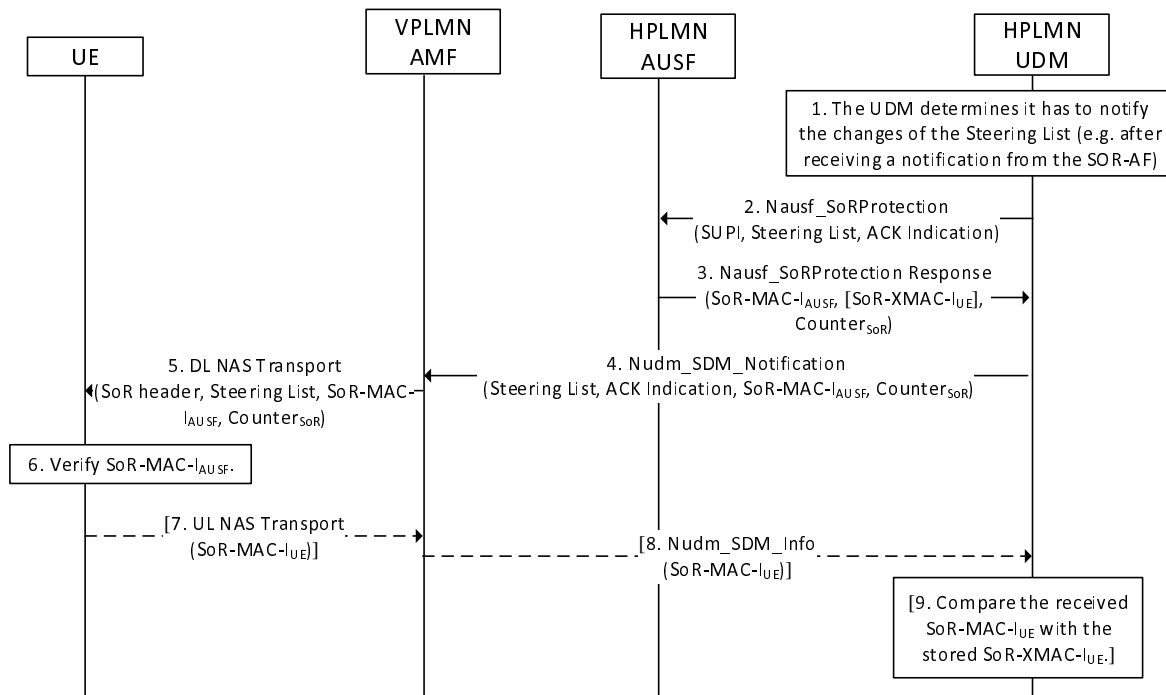 UE
VPLMN
AMF
HPLMN
AUSF
HPLMN
UDM
1. The UDM determines it has to notify
the changes of the Steering List (e.g. after
receiving a notification from the SOR-AF)
2. Nausf_SoRProtection
(SUPI, Steering List, ACK Indication)
3. Nausf_SoRProtection Response
(SoR-MAC-IAUSF, [SoR-XMAC-IUE],
CounterSoR)
4. Nudm_SDM_Notification
(Steering List, ACK Indication, SoR-MAC-IAUSF, CounterSoR)
5. DL NAS Transport
(SoR header, Steering List, SoR-MAC-
IAUSF, CounterSoR)
6. Verify SoR-MAC-IAUSF.
[7. UL NAS Transport
(SoR-MAC-IUE)]
[8. Nudm_SDM_Info
(SoR-MAC-IUE)]
[9. Compare the received
SoR-MAC-IUE with the
stored SoR-XMAC-IUE.]